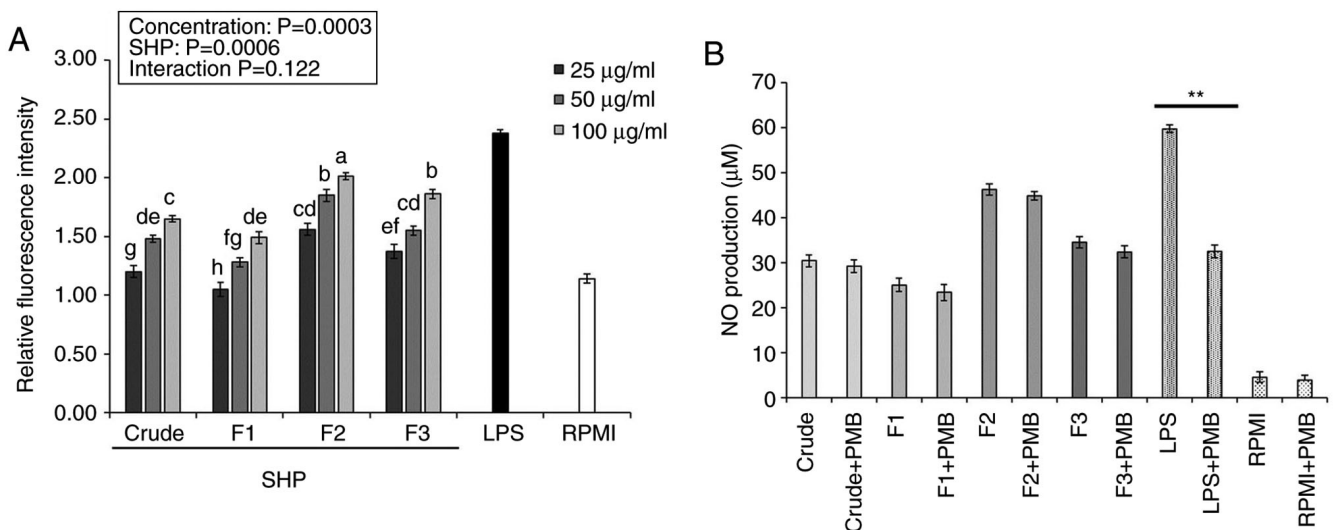 A
Concentration: P=0.0003
SHP: P=0.0006
Interaction P=0.122
Relative fluorescence intensity
3.00
2.50
2.00
1.50
1.00
0.50
0.00
25 μg/ml
50 μg/ml
100 μg/ml
g de c
h fg de
cd b a
ef cd b
Crude F1 F2 F3 LPS RPMI
SHP
B
NO production (μM)
70
60
50
40
30
20
10
0
**
Crude
Crude+PMB
F1
F1+PMB
F2
F2+PMB
F3
F3+PMB
LPS
LPS+PMB
RPMI
RPMI+PMB